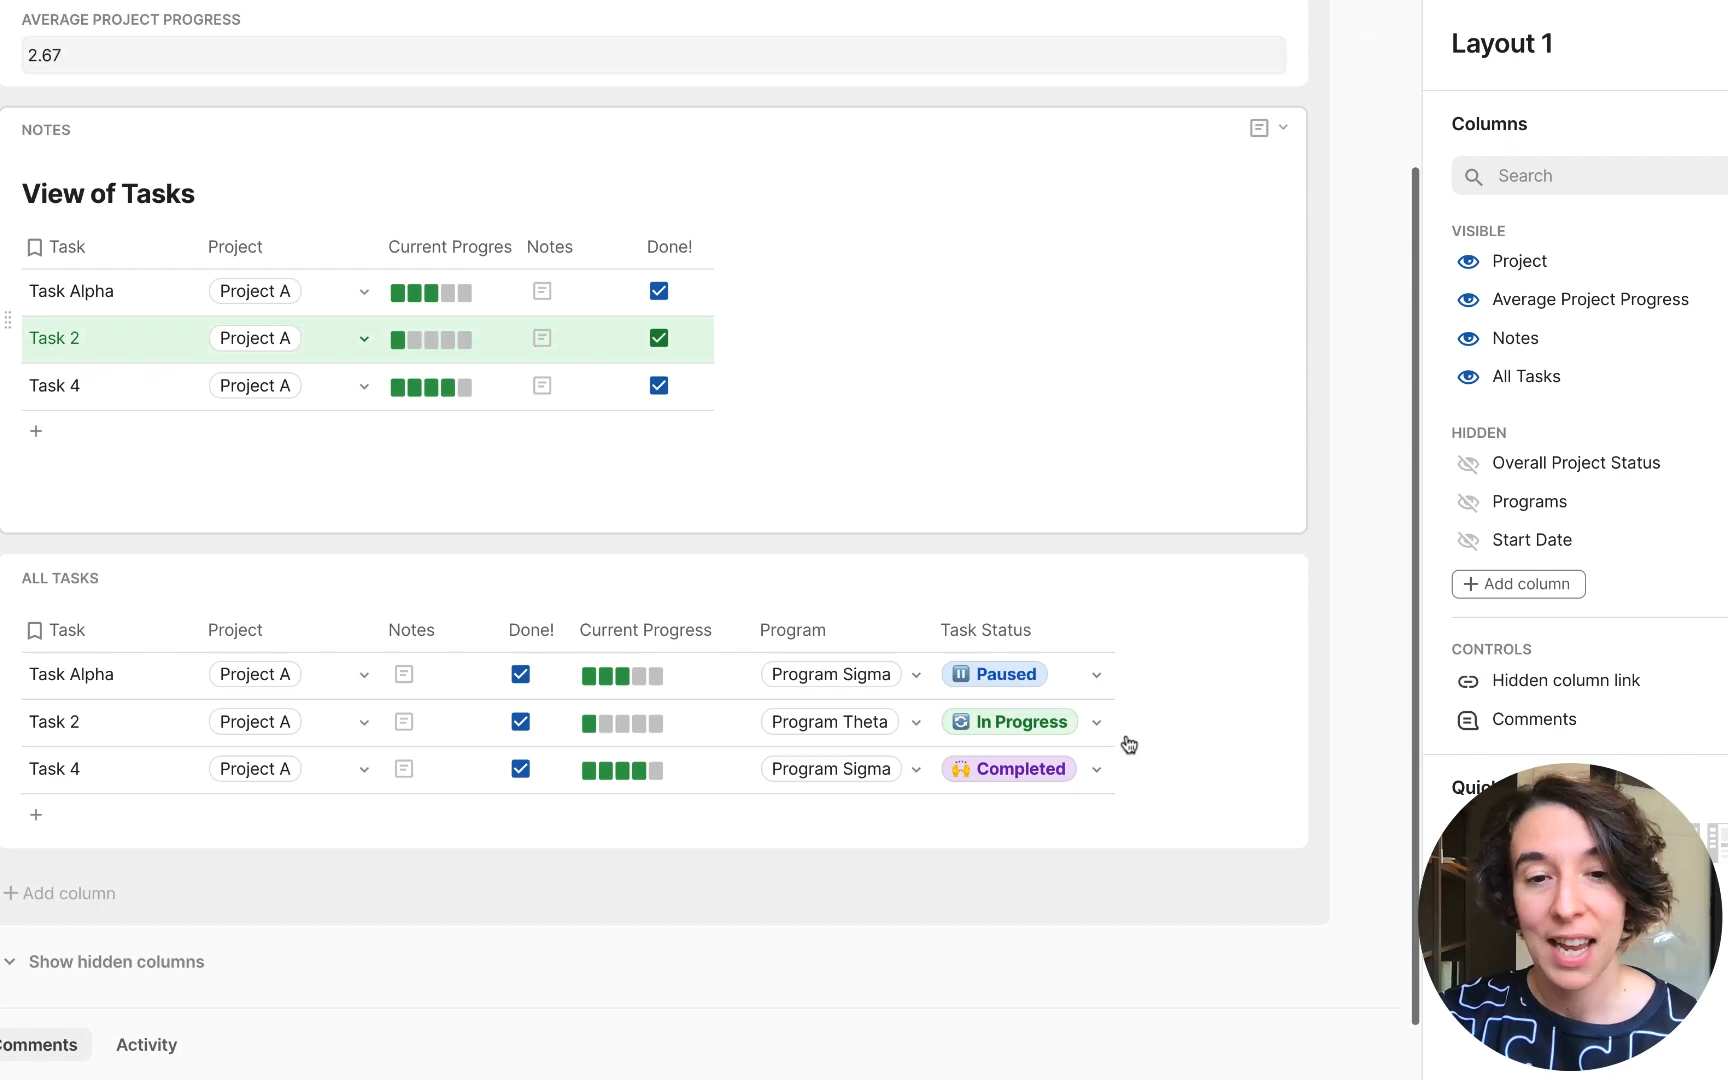 AVERAGE PROJECT PROGRESS
2.67
NOTES
View of Tasks
Task Project Current Progres Notes Done!
Task Alpha Project A
Task 2 Project A
Task 4 Project A
+
ALL TASKS
Task Project Notes Done! Current Progress Program Task Status
Task Alpha Project A Program Sigma Paused
Task 2 Project A Program Theta In Progress
Task 4 Project A Program Sigma Completed
+
+ Add column
Show hidden columns
Comments Activity
Layout 1
Columns
Search
VISIBLE
Project
Average Project Progress
Notes
All Tasks
HIDDEN
Overall Project Status
Programs
Start Date
+ Add column
CONTROLS
Hidden column link
Comments